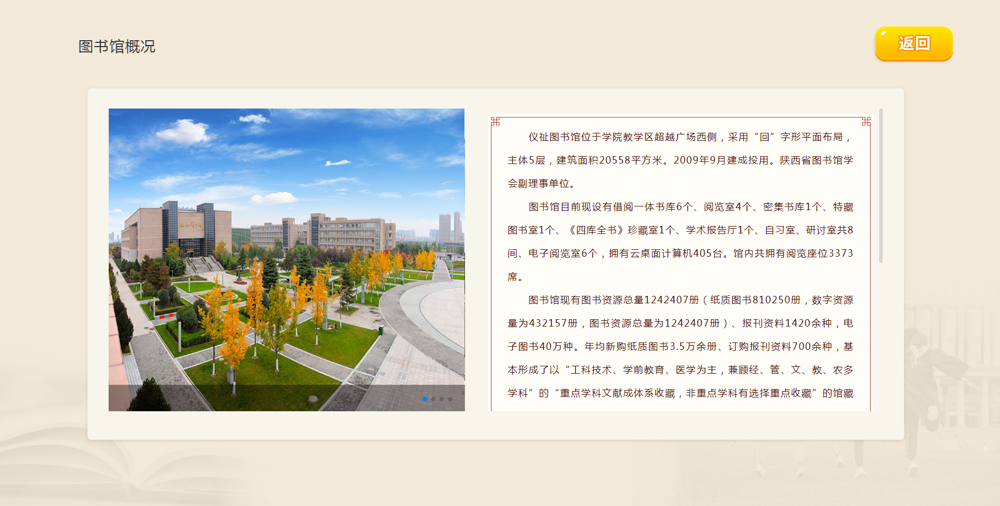 图书馆概况
返回
仪祉图书馆位于学院教学区超越广场西侧，采用“回”字形平面布局，
主体5层，建筑面积20558平方米。2009年9月建成投用。陕西省图书馆学
会副理事单位。
图书馆目前现设有借阅一体书库6个、阅览室4个、密集书库1个、特藏
图书室1个、《四库全书》珍藏室1个、学术报告厅1个、自习室、研讨室共8
间、电子阅览室6个，拥有云桌面计算机405台。馆内共拥有阅览座位3373
席。
图书馆现有图书资源总量1242407册（纸质图书810250册，数字资源
量为432157册，图书资源总量为1242407册）、报刊资料1420余种，电
子图书40万种。年均新购纸质图书3.5万余册、订购报刊资料700余种，基
本形成了以“工科技术、学前教育、医学为主，兼顾经、管、文、教、农多
学科”的“重点学科文献成体系收藏，非重点学科有选择重点收藏”的馆藏